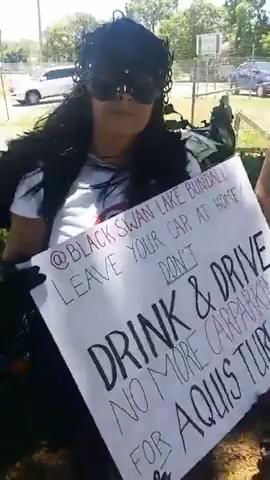 @BLACK SWAN LAKE BUNDALL
LEAVE YOUR CAR AT HOME
DON'T
DRINK & DRIVE
NO MORE CARPARK
FOR AQUIS TURF